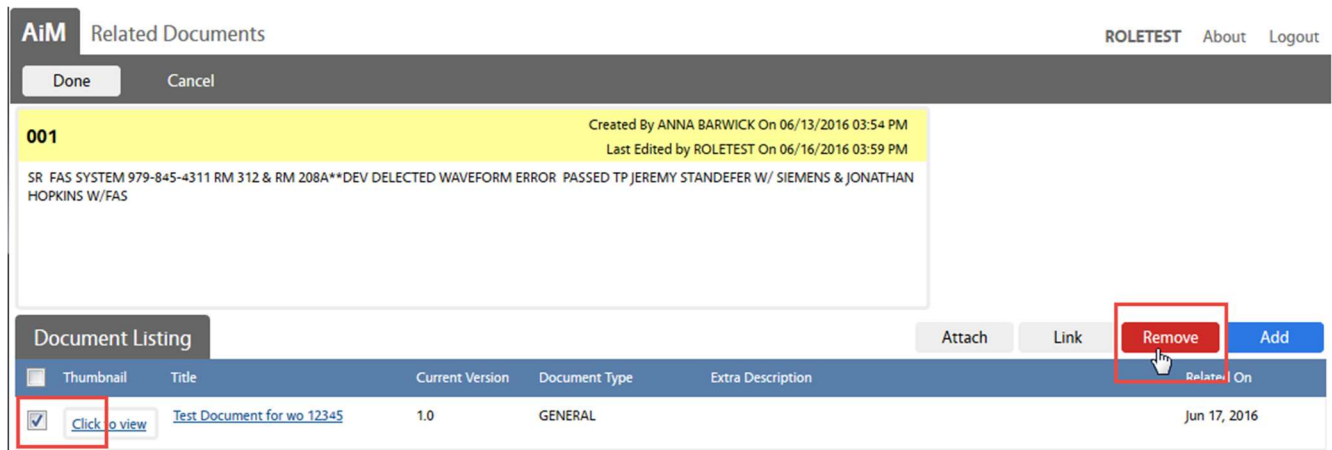 AiM Related Documents ROLETEST About Logout
Done Cancel
001 Created By ANNA BARWICK On 06/13/2016 03:54 PM
Last Edited by ROLETEST On 06/16/2016 03:59 PM
SR FAS SYSTEM 979-845-4311 RM 312 & RM 208A**DEV DELECTED WAVEFORM ERROR PASSED TP JEREMY STANDEFER W/ SIEMENS & JONATHAN
HOPKINS W/FAS
Document Listing Attach Link Remove Add
Thumbnail Title Current Version Document Type Extra Description Related On
Click to view Test Document for wo 12345 1.0 GENERAL Jun 17, 2016